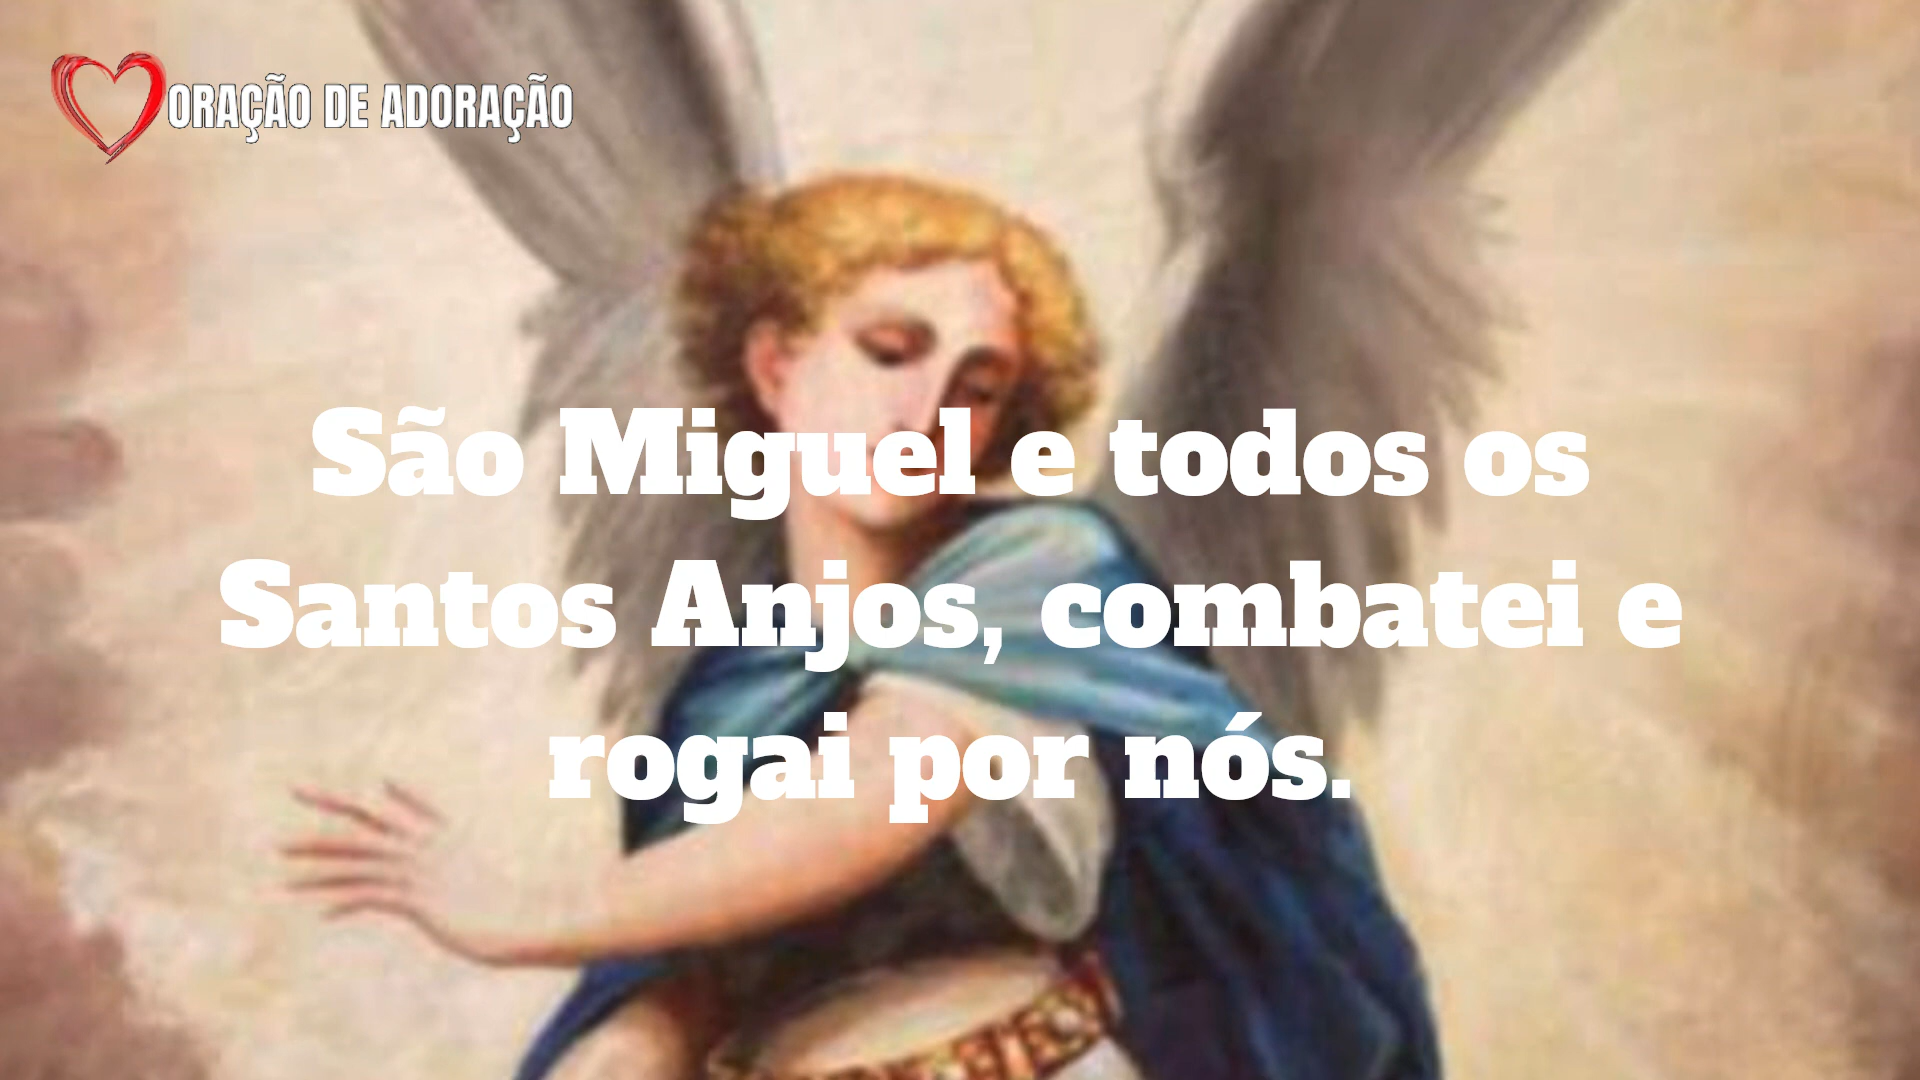 ORAÇÃO DE ADORAÇÃO
São Miguel e todos os
Santos Anjos, combatei e
rogai por nós.